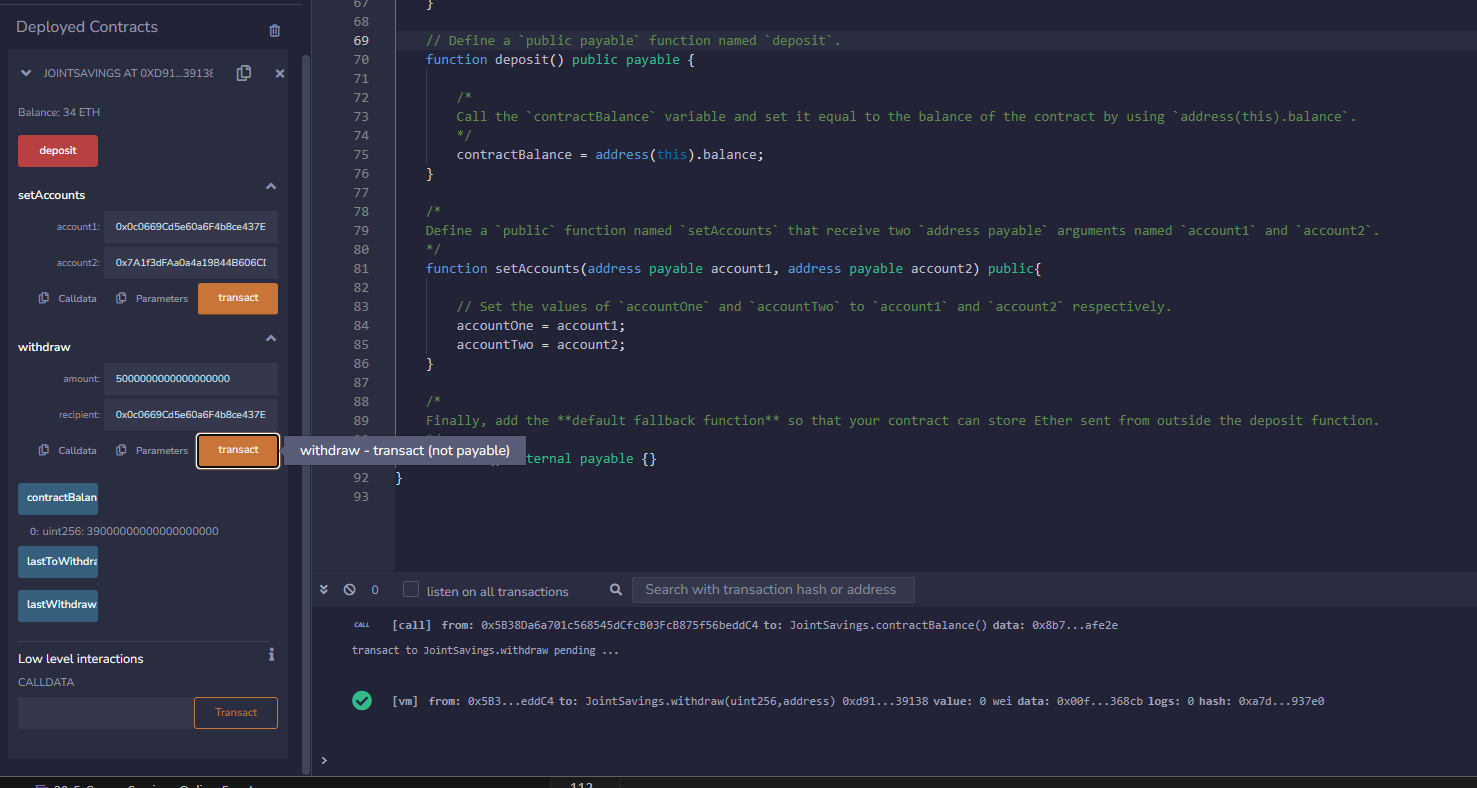 Deployed Contracts
JOINTSAVINGS AT 0XD91...39138
Balance: 34 ETH
deposit
setAccounts
account1: 0x0c0669Cd5e60a6F4b8ce437E
account2: 0x7A1f3dFAa0a4a19844B606CD
Calldata Parameters transact
withdraw
amount: 5000000000000000000
recipient: 0x0c0669Cd5e60a6F4b8ce437E
Calldata Parameters transact
withdraw - transact (not payable)
contractBalan
0: uint256: 39000000000000000000
lastToWithdra
lastWithdraw
Low level interactions
CALLDATA
Transact
67 }
68
69 // Define a `public payable` function named `deposit`.
70 function deposit() public payable {
71
72 /*
73 Call the `contractBalance` variable and set it equal to the balance of the contract by using `address(this).balance`.
74 */
75 contractBalance = address(this).balance;
76 }
77
78 /*
79 Define a `public` function named `setAccounts` that receive two `address payable` arguments named `account1` and `account2`.
80 */
81 function setAccounts(address payable account1, address payable account2) public{
82
83 // Set the values of `accountOne` and `accountTwo` to `account1` and `account2` respectively.
84 accountOne = account1;
85 accountTwo = account2;
86 }
87
88 /*
89 Finally, add the **default fallback function** so that your contract can store Ether sent from outside the deposit function.
ternal payable {}
92 }
93
0 listen on all transactions Search with transaction hash or address
CALL [call] from: 0x5B38Da6a701c568545dCfcB03FcB875f56beddC4 to: JointSavings.contractBalance() data: 0x8b7...afe2e
transact to JointSavings.withdraw pending ...
[vm] from: 0x5B3...eddC4 to: JointSavings.withdraw(uint256,address) 0xd91...39138 value: 0 wei data: 0x00f...368cb logs: 0 hash: 0xa7d...937e0
>